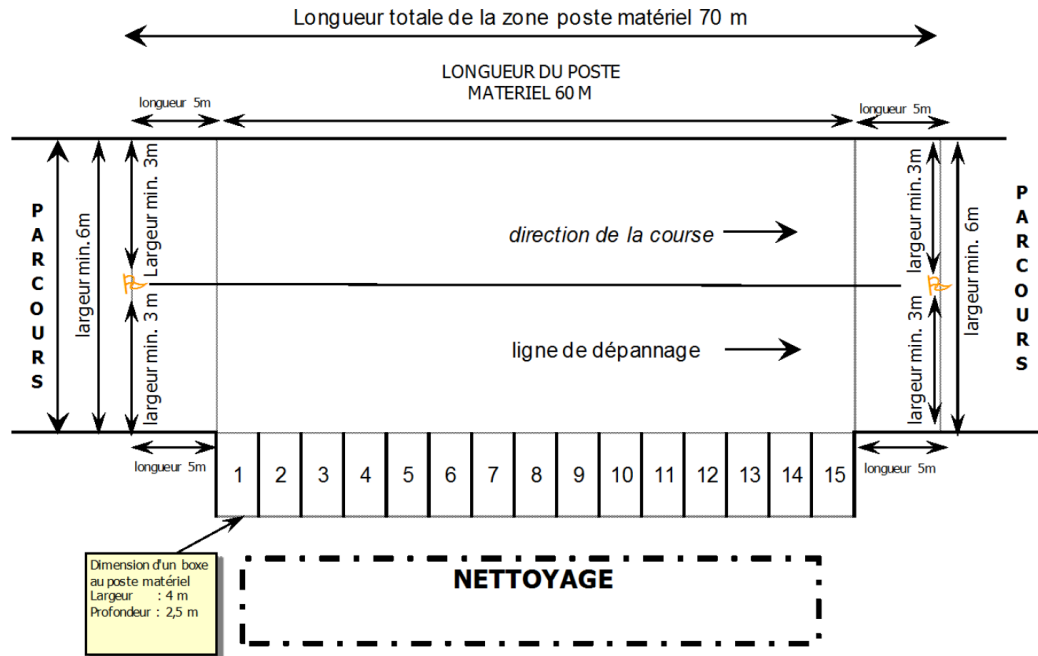 Longueur totale de la zone poste matériel 70 m
LONGUEUR DU POSTE
MATERIEL 60 M
longueur 5m
longueur 5m
PARCOURS
largeur min. 6m
Largeur min. 3m
largeur min. 3 m
direction de la course
ligne de dépannage
largeur min. 3m
largeur min. 3m
largeur min. 6m
PARCOURS
longueur 5m
longueur 5m
1 2 3 4 5 6 7 8 9 10 11 12 13 14 15
Dimension d'un boxe
au poste matériel
Largeur : 4 m
Profondeur : 2,5 m
NETTOYAGE